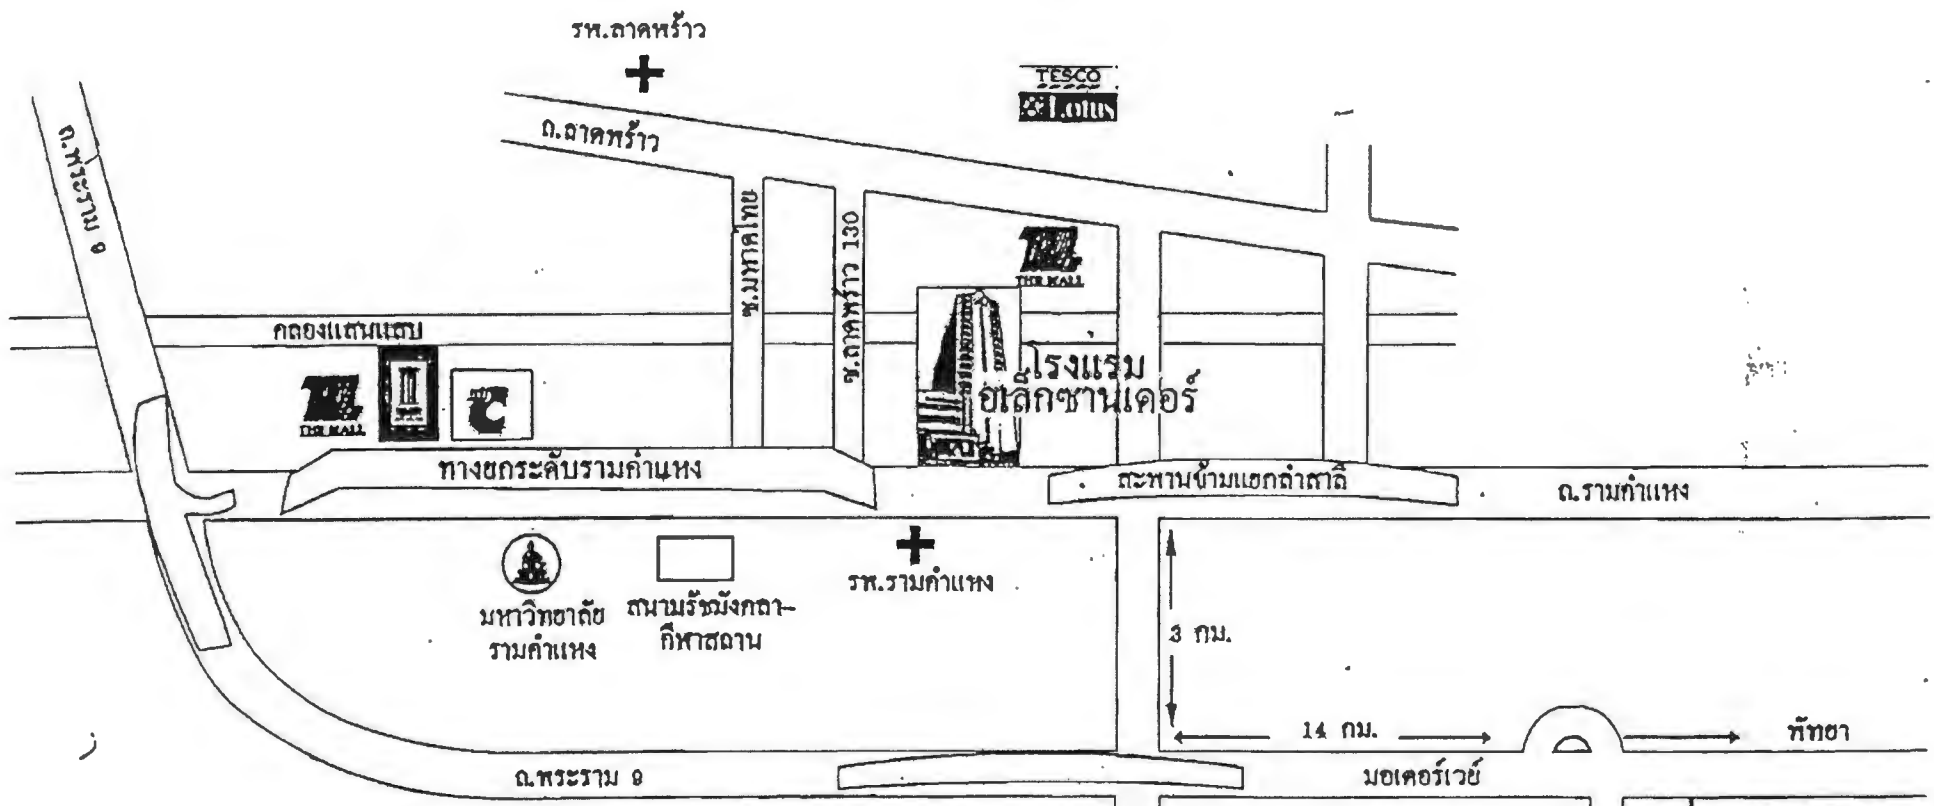 รพ.ลาดพร้าว
TESCO
Lotus
ถ.ลาดพร้าว
ถ.พระราม 9
ซ.มหาดไทย
ซ.ลาดพร้าว 130
THE MALL
คลองแสนแสบ
โรงแรม
อเล็กซานเดอร์
THE MALL
ทางยกระดับรามคำแหง
สะพานข้ามแยกลำสาลี
ถ.รามคำแหง
รพ.รามคำแหง
มหาวิทยาลัย
รามคำแหง
สนามรัชมังคลา-
กีฬาสถาน
3 กม.
14 กม.
พัทยา
ถ.พระราม 9
มอเตอร์เวย์